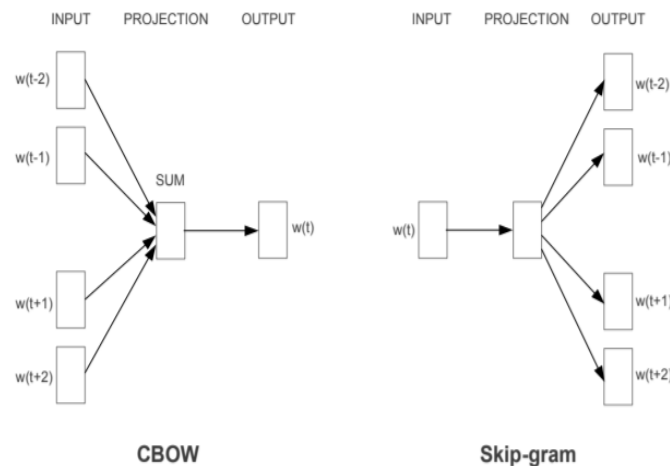 INPUT PROJECTION OUTPUT
w(t-2)
w(t-1)
SUM
w(t)
w(t+1)
w(t+2)
CBOW
INPUT PROJECTION OUTPUT
w(t-2)
w(t-1)
w(t)
w(t+1)
w(t+2)
Skip-gram